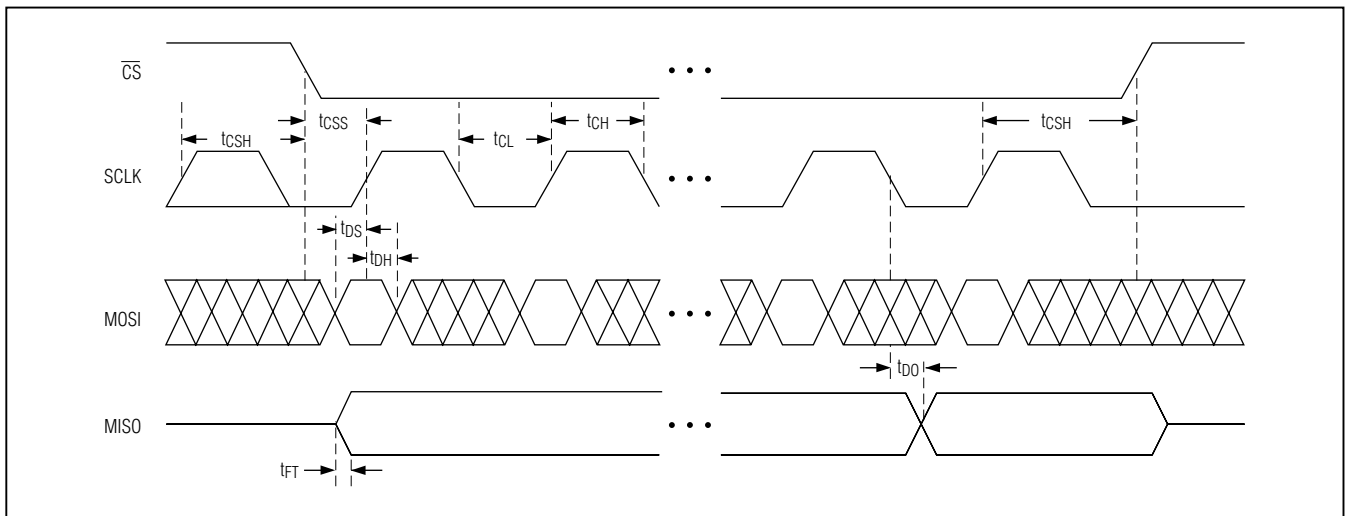 CS
tCSH
tCSS
tCL
tCH
tCSH
SCLK
tDS
tDH
MOSI
tDO
MISO
tFT